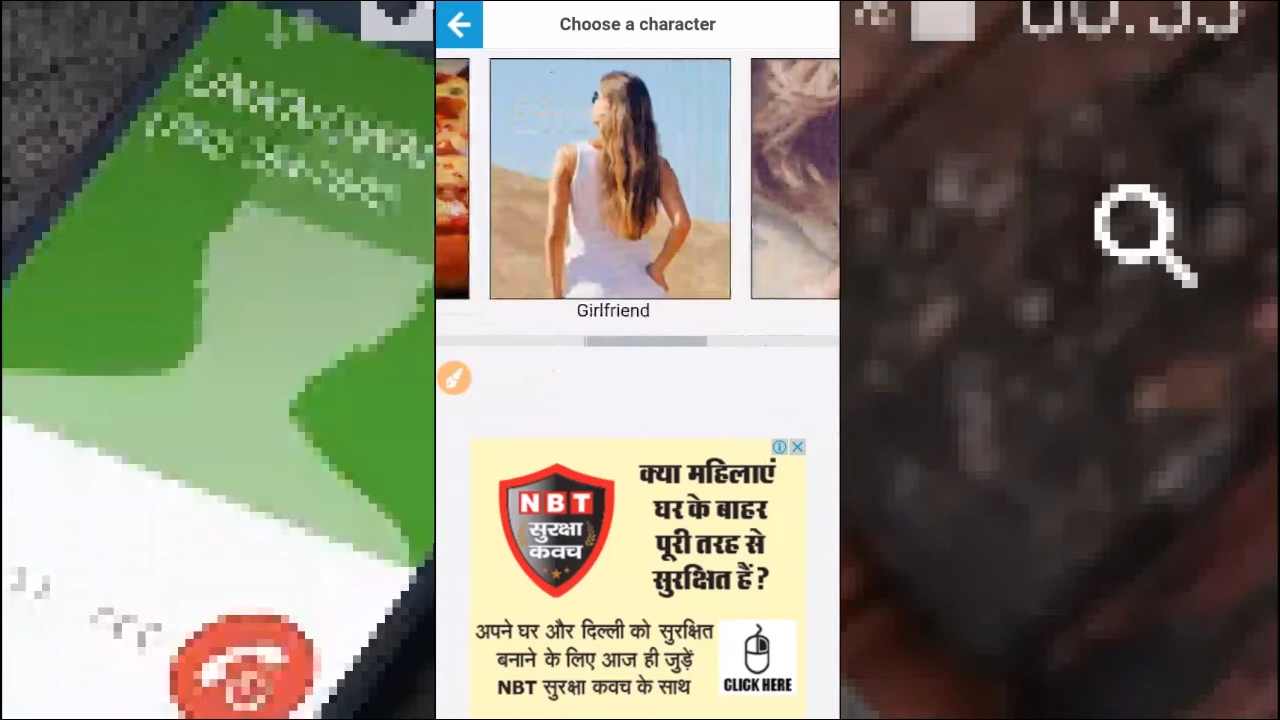 Choose a character
Girlfriend
क्या महिलाएं
घर के बाहर
पूरी तरह से
सुरक्षित हैं?
NBT
सुरक्षा
कवच
अपने घर और दिल्ली को सुरक्षित
बनाने के लिए आज ही जुड़ें
NBT सुरक्षा कवच के साथ
CLICK HERE